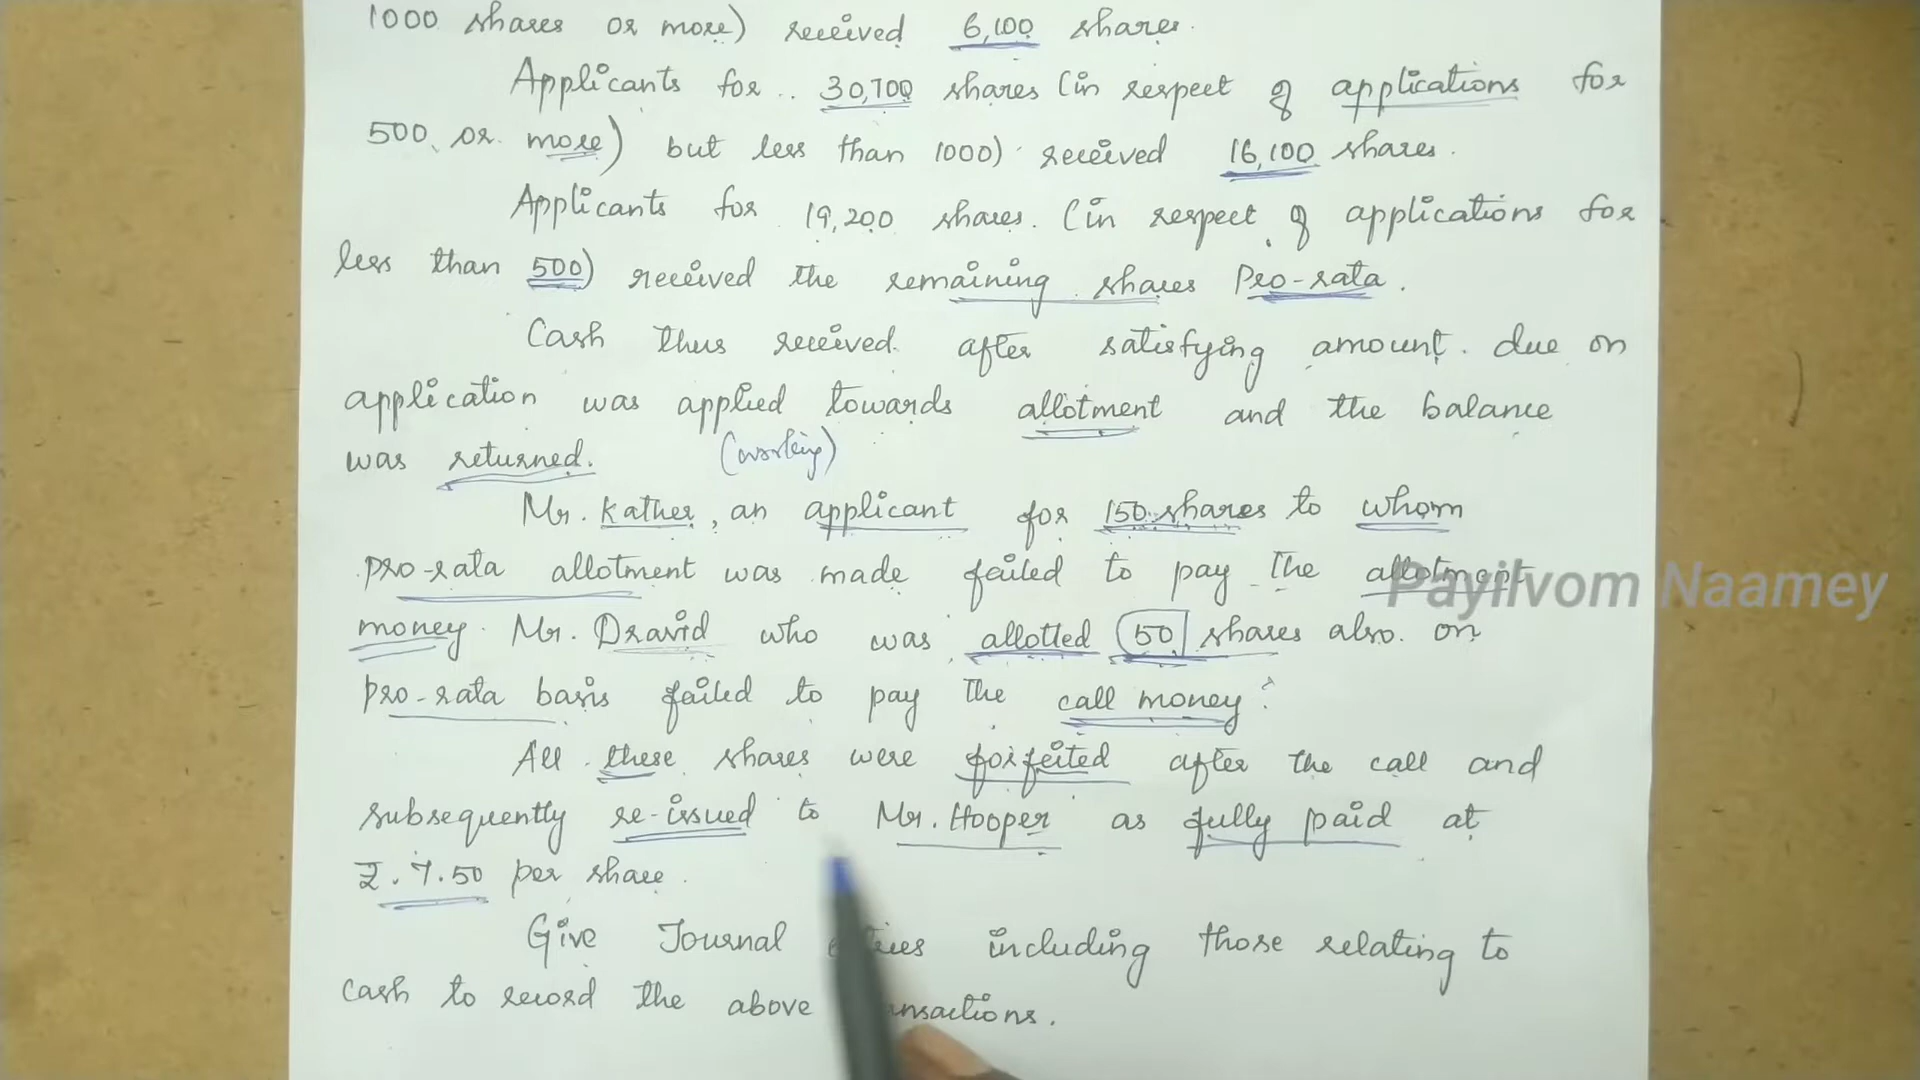 1000 shares or more) received 6,100 shares.
Applicants for .. 30,700 shares (in respect of applications for
500 or more) but less than 1000) received 16,100 shares.
Applicants for 19,200 shares. (in respect of applications for
less than 500) received the remaining shares Pro-rata.
Cash thus received after satisfying amount due on
application was applied towards allotment and the balance
was returned. (working)
Mr. Kather, an applicant for 150 shares to whom
pro-rata allotment was made failed to pay the allotment
Payilvom Naamey
money. Mr. Dravid who was allotted 50 shares also on
pro-rata basis failed to pay the call money.
All these shares were forfeited after the call and
subsequently re-issued to Mr. Hooper as fully paid at
₹. 7.50 per share.
Give Journal including those relating to
cash to record the above